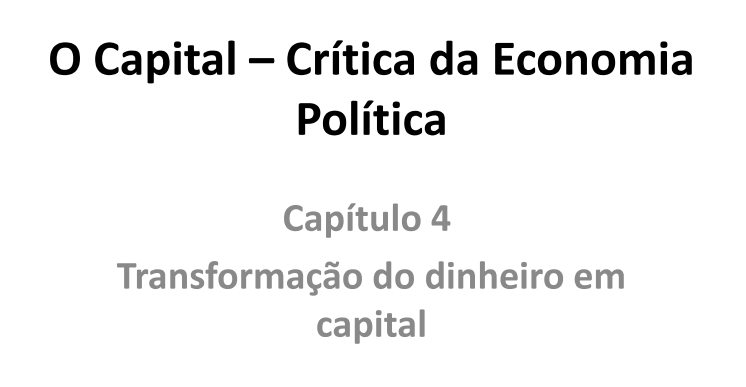 O Capital – Crítica da Economia
Política
Capítulo 4
Transformação do dinheiro em
capital